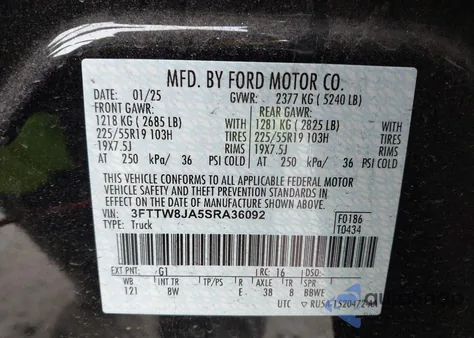 MFD. BY FORD MOTOR CO.
DATE: 01/25 GVWR: 2377 KG ( 5240 LB)
FRONT GAWR: REAR GAWR:
1218 KG ( 2685 LB) WITH 1281 KG ( 2825 LB) WITH
225/55R19 103H TIRES 225/55R19 103H TIRES
19X7.5J RIMS 19X7.5J RIMS
AT 250 kPa/ 36 PSI COLD AT 250 kPa/ 36 PSI COLD
THIS VEHICLE CONFORMS TO ALL APPLICABLE FEDERAL MOTOR
VEHICLE SAFETY AND THEFT PREVENTION STANDARDS IN
EFFECT ON THE DATE OF MANUFACTURE SHOWN ABOVE.
VIN: 3FTTW8JA5SRA36092 F0186
TYPE: Truck T0434
EXT PNT: G1 RC: 16 DSO:
WB INT TR TP/PS R AXLE TR SPR
121 BW E 38 8 BBWE
UTC